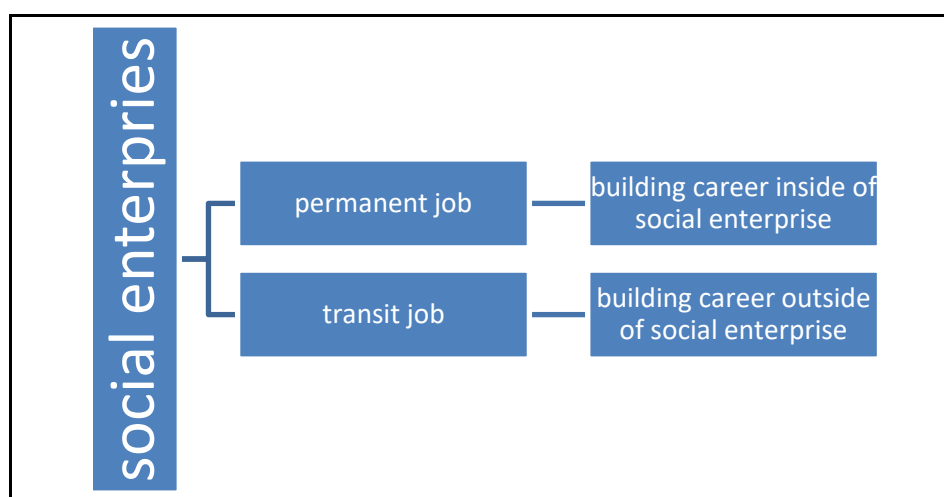 social enterpries
permanent job
building career inside of
social enterprise
transit job
building career outside
of social enterprise